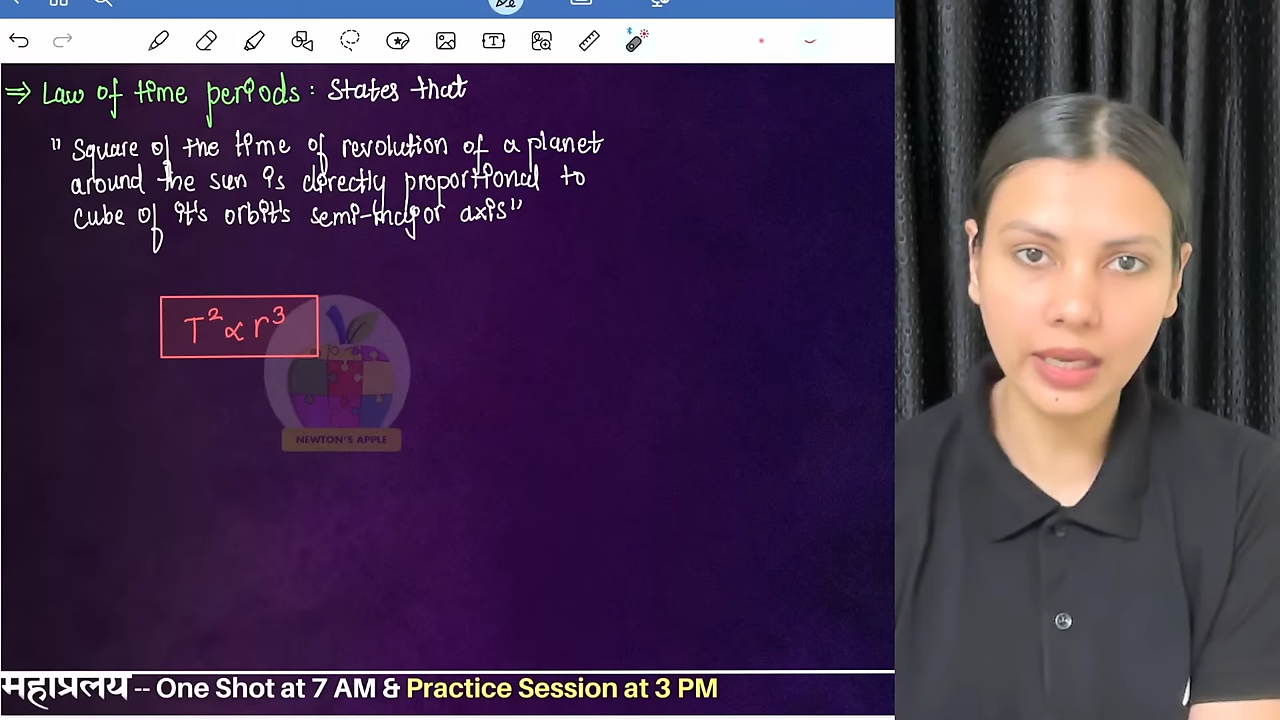 ⇒ Law of time periods: States that
" Square of the time of revolution of a planet
around the sun is directly proportional to
cube of it's orbit's semi-major axis"
T² ∝ r³
NEWTON'S APPLE
महाप्रलय -- One Shot at 7 AM & Practice Session at 3 PM